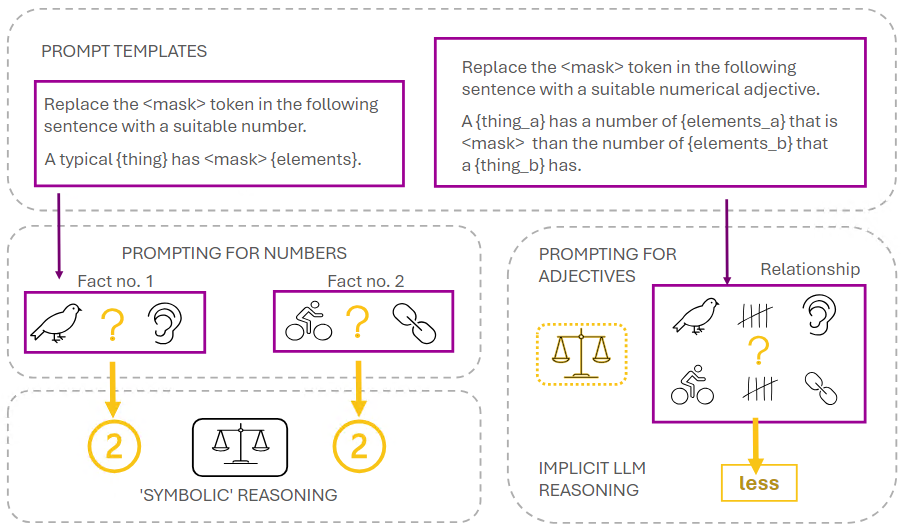 PROMPT TEMPLATES
Replace the <mask> token in the following
sentence with a suitable number.
A typical {thing} has <mask> {elements}.
Replace the <mask> token in the following
sentence with a suitable numerical adjective.
A {thing_a} has a number of {elements_a} that is
<mask> than the number of {elements_b} that
a {thing_b} has.
PROMPTING FOR NUMBERS
Fact no. 1
Fact no. 2
?
?
2
2
'SYMBOLIC' REASONING
PROMPTING FOR
ADJECTIVES
Relationship
?
IMPLICIT LLM
REASONING
less